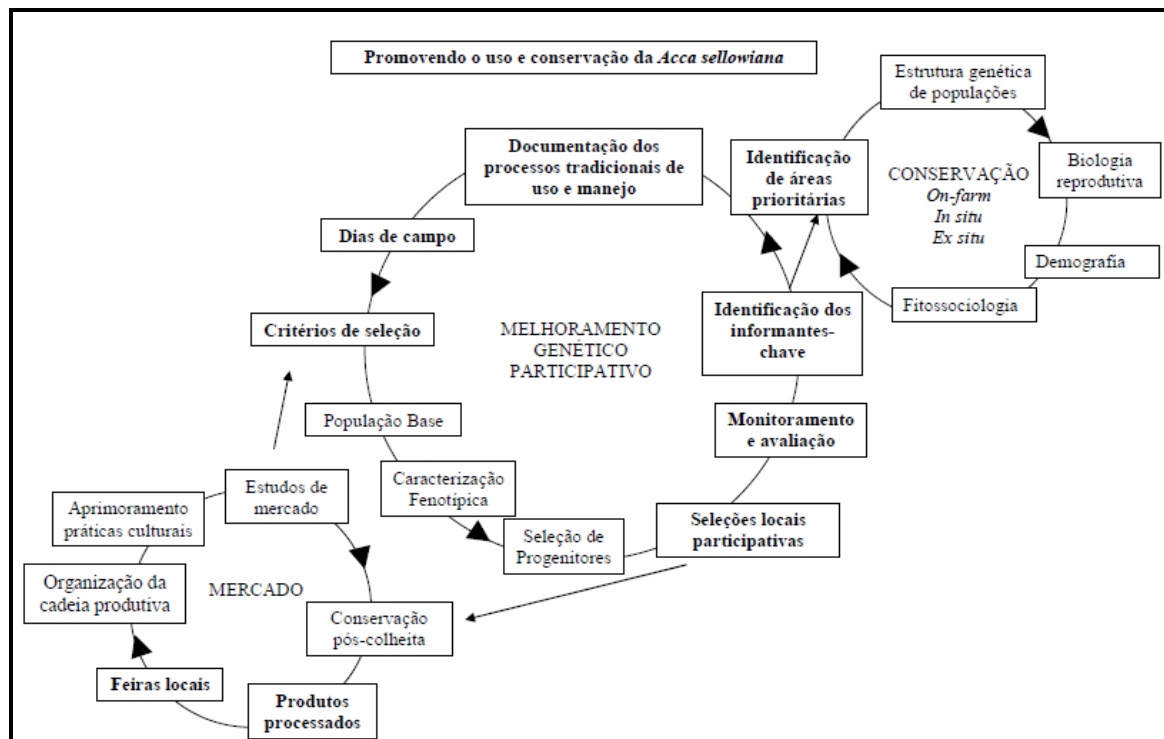 Promovendo o uso e conservação da Acca sellowiana
Estrutura genética
de populações
Biologia
reprodutiva
Demografia
Fitossociologia
Identificação
de áreas
prioritárias
CONSERVAÇÃO
On-farm
In situ
Ex situ
Documentação dos
processos tradicionais de
uso e manejo
Dias de campo
Critérios de seleção
MELHORAMENTO
GENÉTICO
PARTICIPATIVO
Identificação dos
informantes-
chave
Monitoramento
e avaliação
Seleções locais
participativas
População Base
Caracterização
Fenotípica
Seleção de
Progenitores
Estudos de
mercado
Aprimoramento
práticas culturais
Organização da
cadeia produtiva
MERCADO
Conservação
pós-colheita
Feiras locais
Produtos
processados